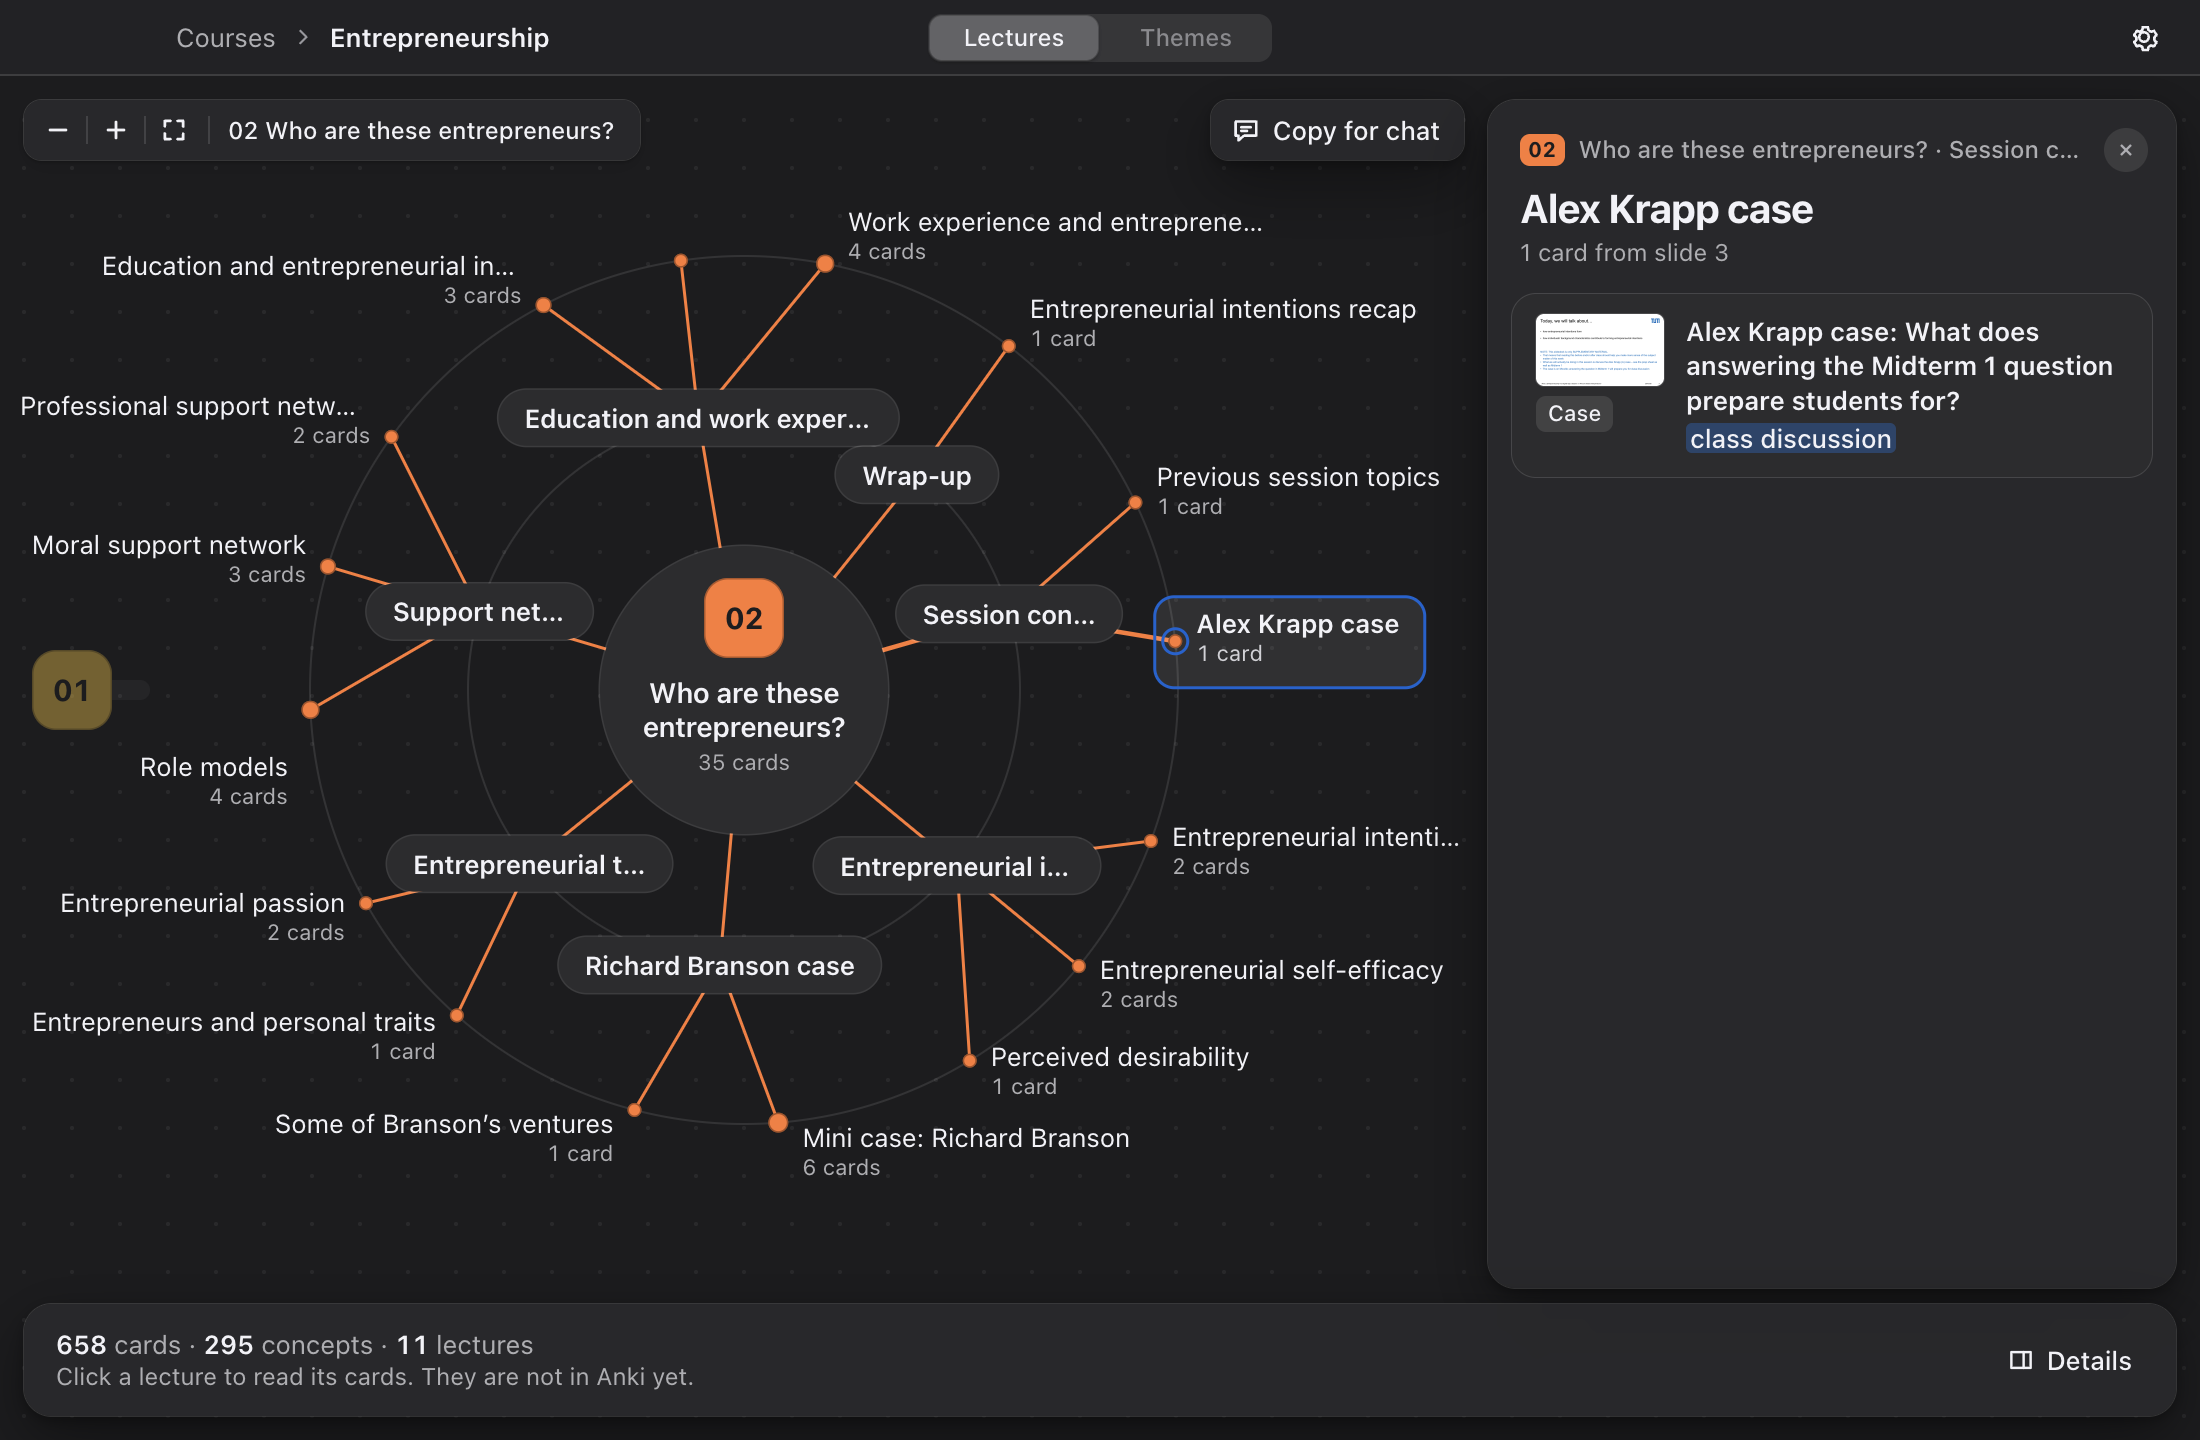 Courses > Entrepreneurship
Lectures
Themes
02 Who are these entrepreneurs?
Copy for chat
Work experience and entreprene...
4 cards
Education and entrepreneurial in...
3 cards
Entrepreneurial intentions recap
1 card
Professional support netw...
2 cards
Education and work exper...
Wrap-up
Previous session topics
1 card
Moral support network
3 cards
Support net...
Session con...
Alex Krapp case
1 card
01
02
Who are these
entrepreneurs?
35 cards
Role models
4 cards
Entrepreneurial t...
Entrepreneurial i...
Entrepreneurial intenti...
2 cards
Entrepreneurial passion
2 cards
Richard Branson case
Entrepreneurial self-efficacy
2 cards
Entrepreneurs and personal traits
1 card
Perceived desirability
1 card
Some of Branson’s ventures
1 card
Mini case: Richard Branson
6 cards
02 Who are these entrepreneurs? · Session c...
Alex Krapp case
1 card from slide 3
Today, we will talk about...
Case
Alex Krapp case: What does
answering the Midterm 1 question
prepare students for?
class discussion
658 cards · 295 concepts · 11 lectures
Click a lecture to read its cards. They are not in Anki yet.
Details